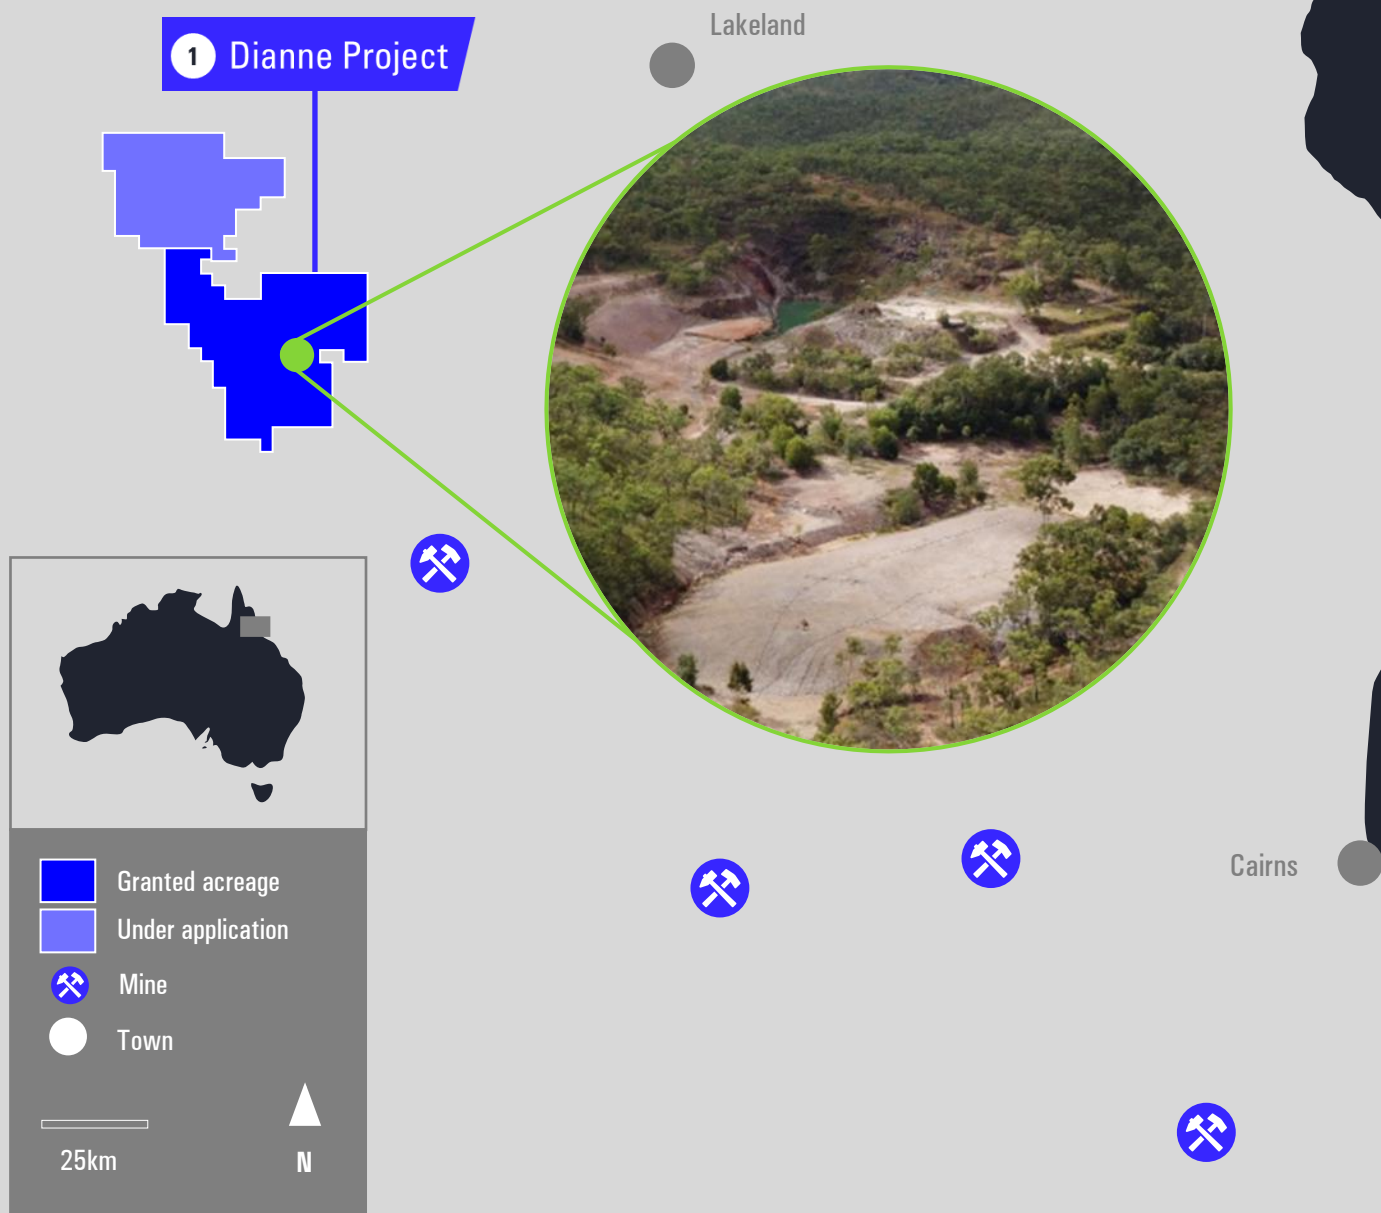 1 Dianne Project
Lakeland
Cairns
Granted acreage
Under application
Mine
Town
25km
N